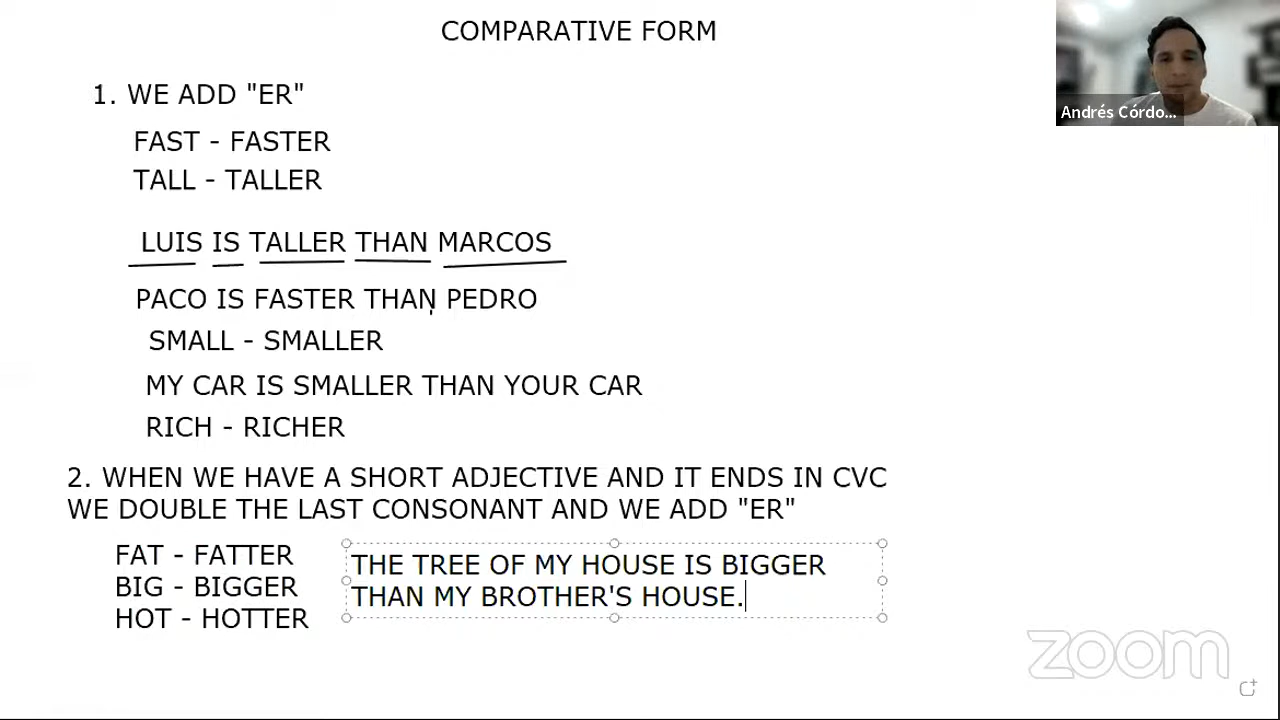 COMPARATIVE FORM
Andrés Córdo...
1. WE ADD "ER"
FAST - FASTER
TALL - TALLER
LUIS IS TALLER THAN MARCOS
PACO IS FASTER THAN PEDRO
SMALL - SMALLER
MY CAR IS SMALLER THAN YOUR CAR
RICH - RICHER
2. WHEN WE HAVE A SHORT ADJECTIVE AND IT ENDS IN CVC
WE DOUBLE THE LAST CONSONANT AND WE ADD "ER"
FAT - FATTER
BIG - BIGGER
HOT - HOTTER
THE TREE OF MY HOUSE IS BIGGER
THAN MY BROTHER'S HOUSE.
zoom